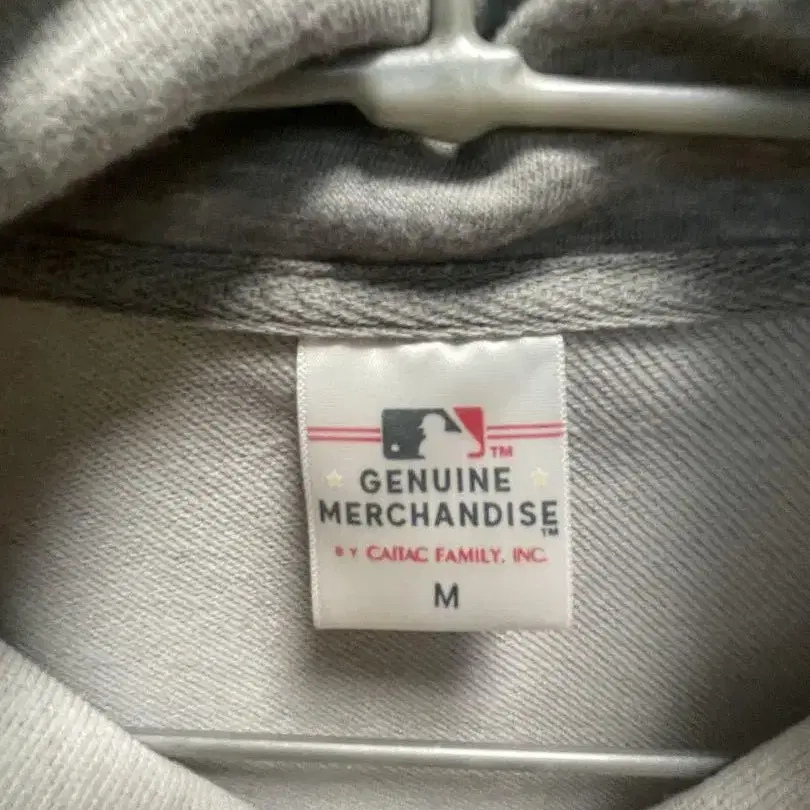 TM
GENUINE
MERCHANDISE
TM
BY CAITAC FAMILY, INC.
M